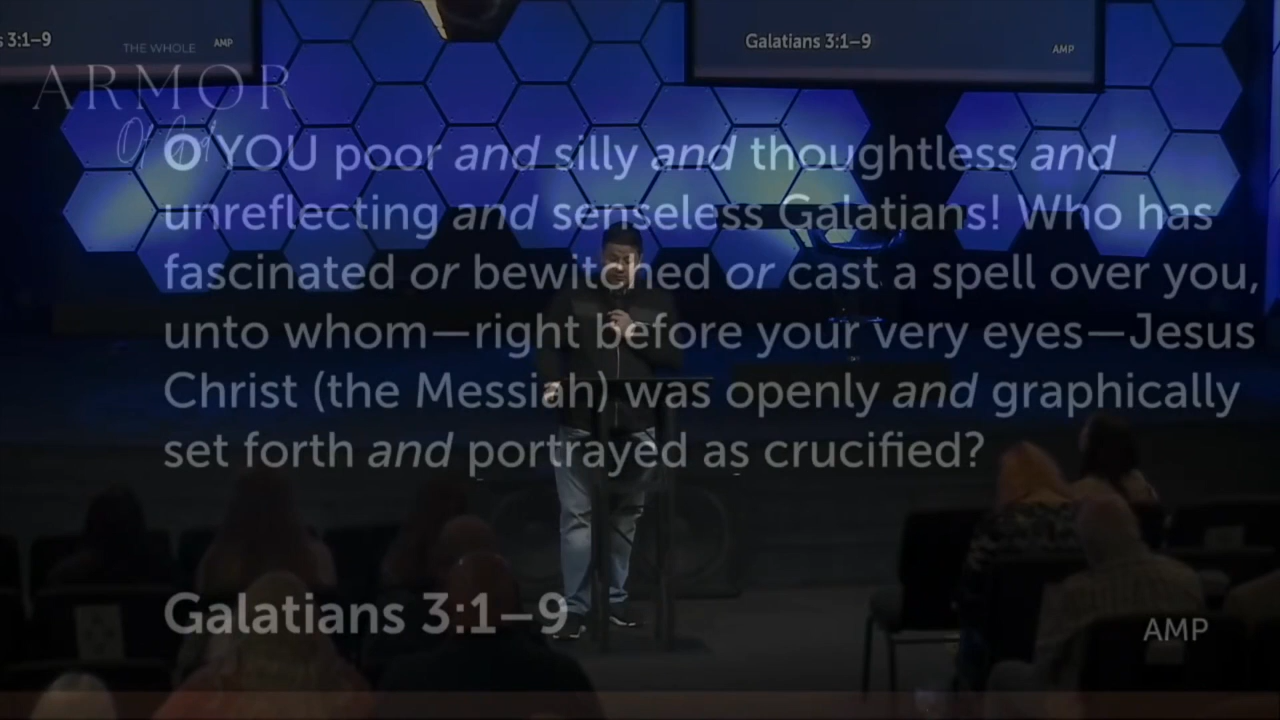 s 3:1–9
AMP
Galatians 3:1–9
AMP
THE WHOLE
ARMOR
Of God
O YOU poor and silly and thoughtless and
unreflecting and senseless Galatians! Who has
fascinated or bewitched or cast a spell over you,
unto whom—right before your very eyes—Jesus
Christ (the Messiah) was openly and graphically
set forth and portrayed as crucified?
Galatians 3:1–9
AMP